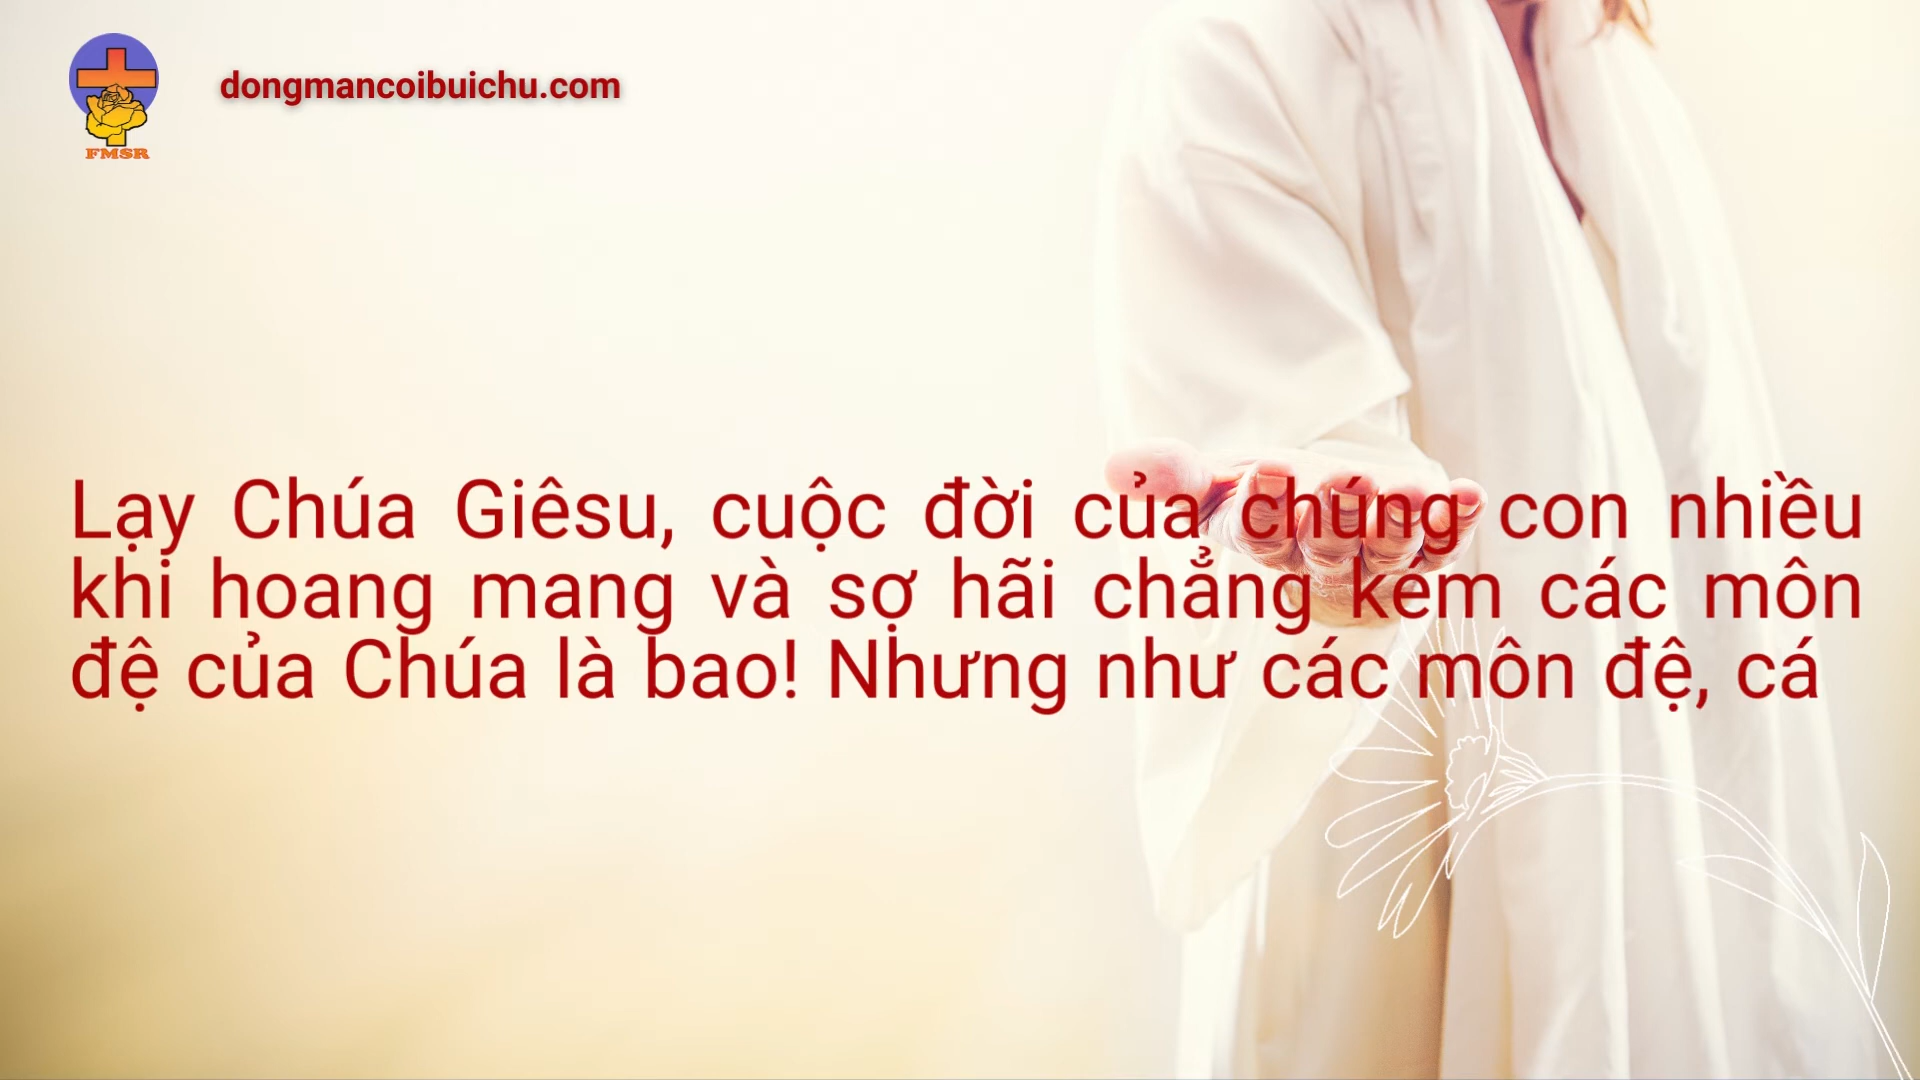 dongmancoibuichu.com
FMSR
Lạy Chúa Giêsu, cuộc đời của chúng con nhiều
khi hoang mang và sợ hãi chẳng kém các môn
đệ của Chúa là bao! Nhưng như các môn đệ, cá